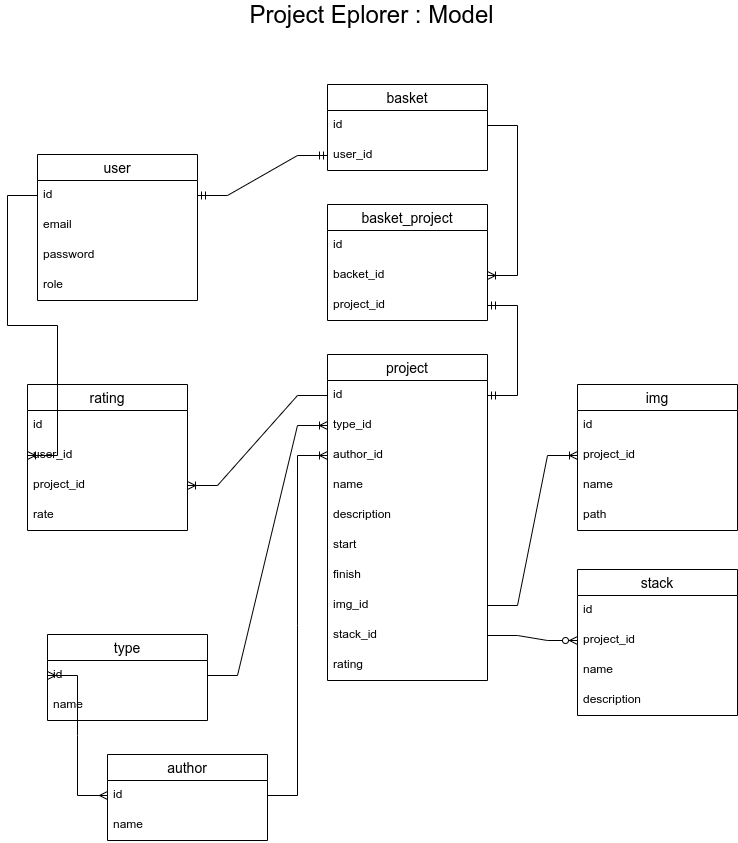 Project Eplorer : Model
basket
id
user_id
user
id
email
password
role
basket_project
id
backet_id
project_id
project
id
type_id
author_id
name
description
start
finish
img_id
stack_id
rating
rating
id
user_id
project_id
rate
img
id
project_id
name
path
stack
id
project_id
name
description
type
id
name
author
id
name